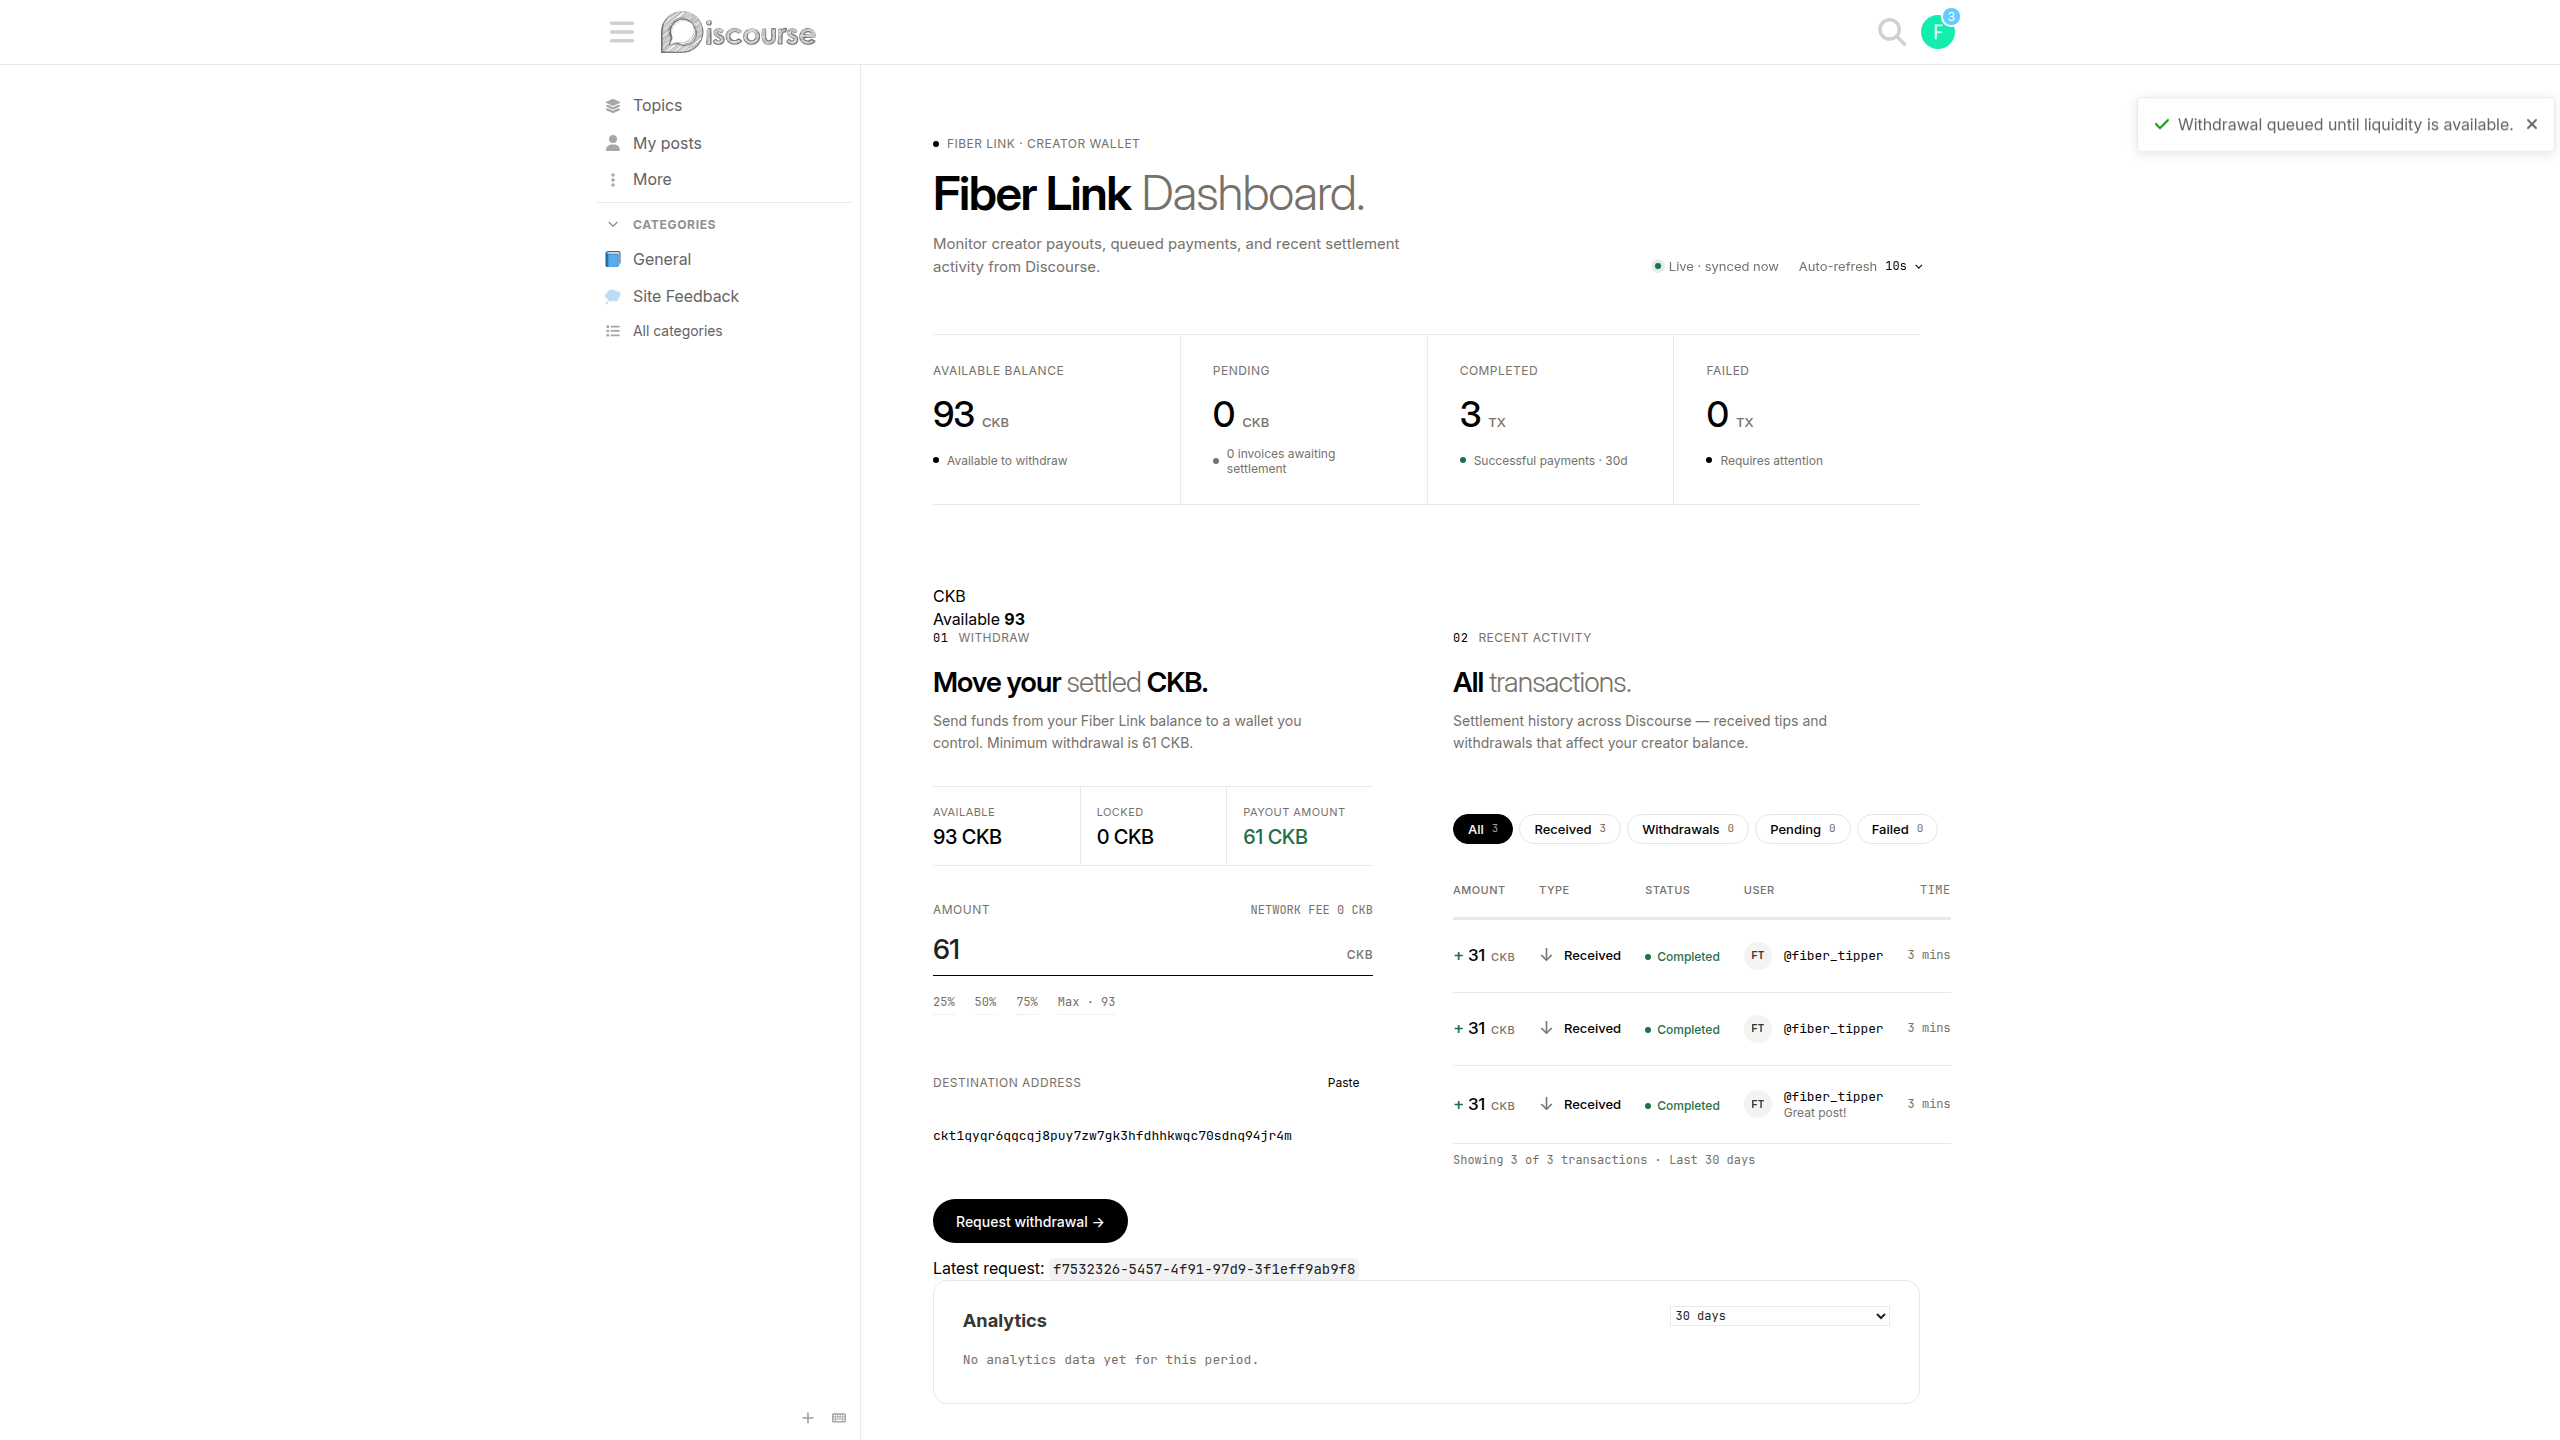 Discourse
F
3
Topics
My posts
More
CATEGORIES
General
Site Feedback
All categories
Withdrawal queued until liquidity is available.
FIBER LINK · CREATOR WALLET
Fiber Link Dashboard.
Monitor creator payouts, queued payments, and recent settlement
activity from Discourse.
Live · synced now Auto-refresh 10s
AVAILABLE BALANCE
93 CKB
Available to withdraw
PENDING
0 CKB
0 invoices awaiting
settlement
COMPLETED
3 TX
Successful payments · 30d
FAILED
0 TX
Requires attention
CKB
Available 93
01 WITHDRAW
Move your settled CKB.
Send funds from your Fiber Link balance to a wallet you
control. Minimum withdrawal is 61 CKB.
AVAILABLE
93 CKB
LOCKED
0 CKB
PAYOUT AMOUNT
61 CKB
AMOUNT NETWORK FEE 0 CKB
61 CKB
25% 50% 75% Max · 93
DESTINATION ADDRESS Paste
ckt1qyqr6qqcqj8puy7zw7gk3hfdhhkwqc70sdnq94jr4m
Request withdrawal →
Latest request: f7532326-5457-4f91-97d9-3f1eff9ab9f8
02 RECENT ACTIVITY
All transactions.
Settlement history across Discourse — received tips and
withdrawals that affect your creator balance.
All 3 Received 3 Withdrawals 0 Pending 0 Failed 0
AMOUNT TYPE STATUS USER TIME
+ 31 CKB ↓ Received Completed FT @fiber_tipper 3 mins
+ 31 CKB ↓ Received Completed FT @fiber_tipper 3 mins
+ 31 CKB ↓ Received Completed FT @fiber_tipper 3 mins
Great post!
Showing 3 of 3 transactions · Last 30 days
Analytics 30 days
No analytics data yet for this period.